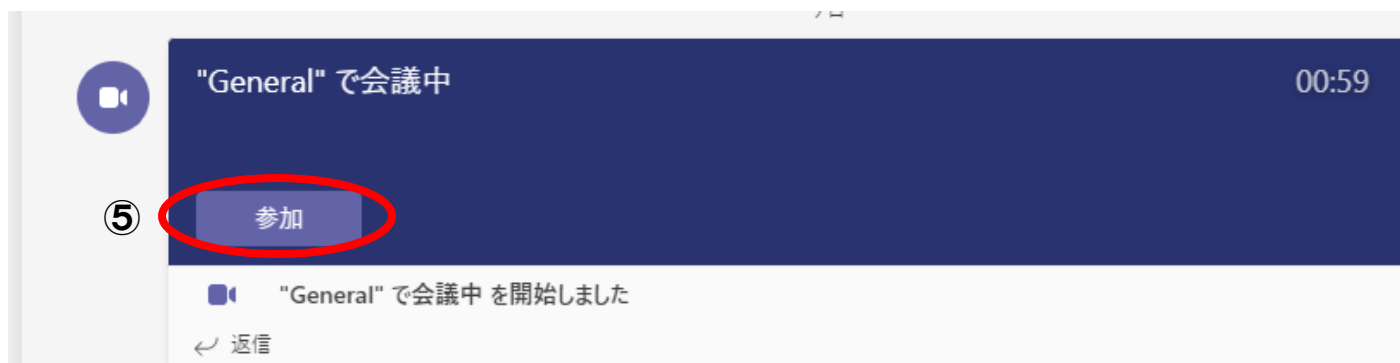 "General" で会議中
00:59
⑤
参加
"General" で会議中 を開始しました
返信